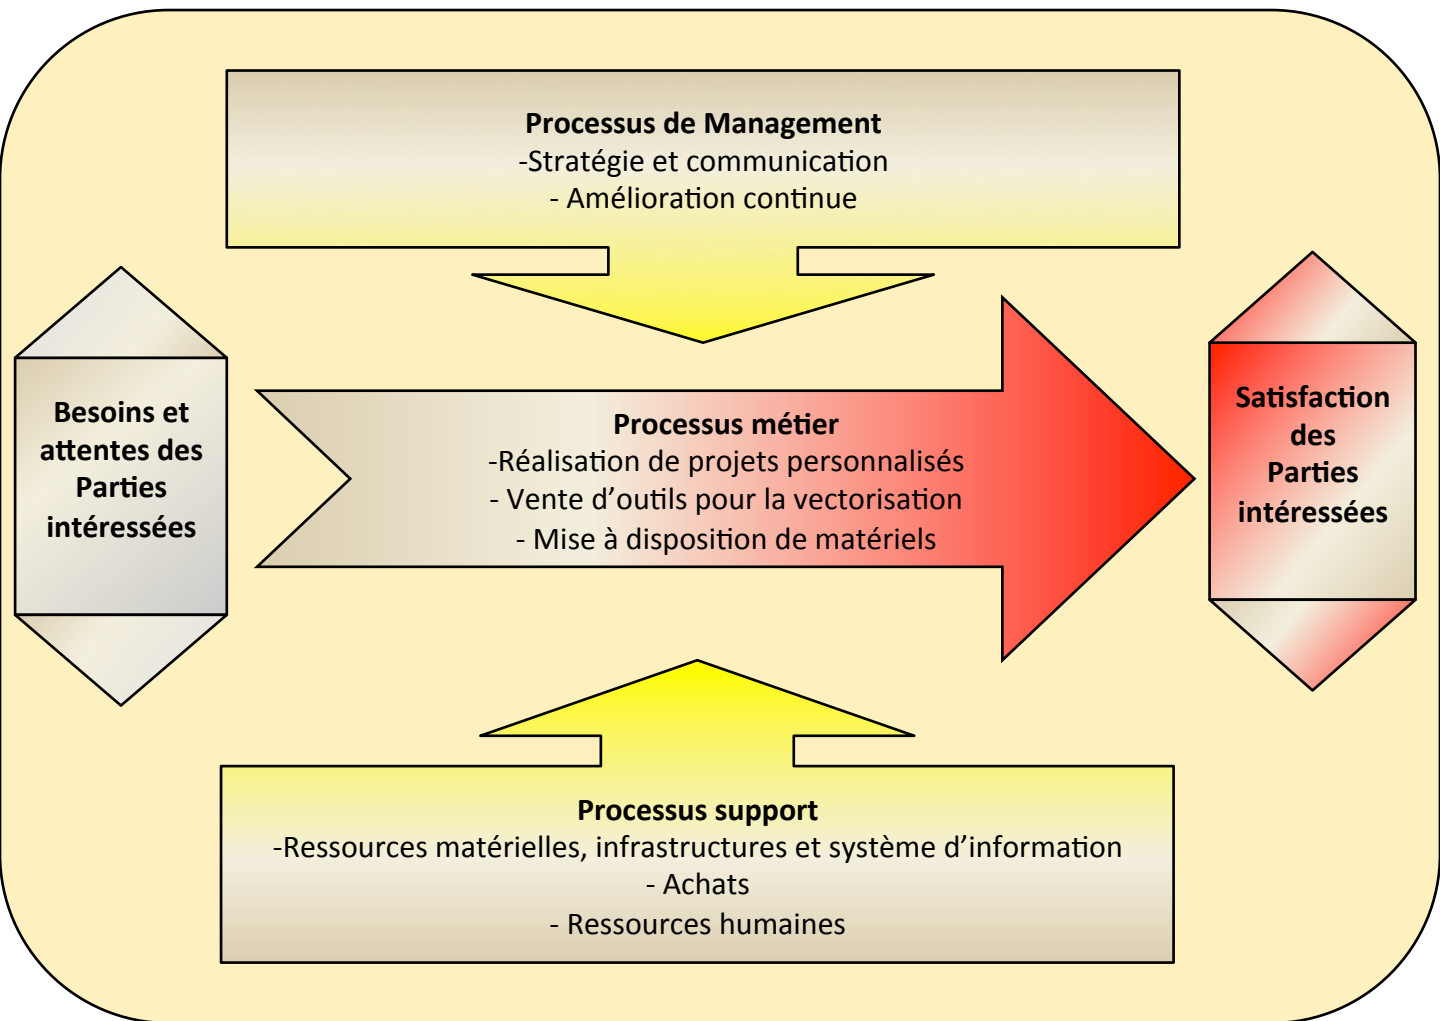 Processus de Management
-Stratégie et communication
- Amélioration continue
Besoins et
attentes des
Parties
intéressées
Processus métier
-Réalisation de projets personnalisés
- Vente d’outils pour la vectorisation
- Mise à disposition de matériels
Satisfaction
des
Parties
intéressées
Processus support
-Ressources matérielles, infrastructures et système d’information
- Achats
- Ressources humaines